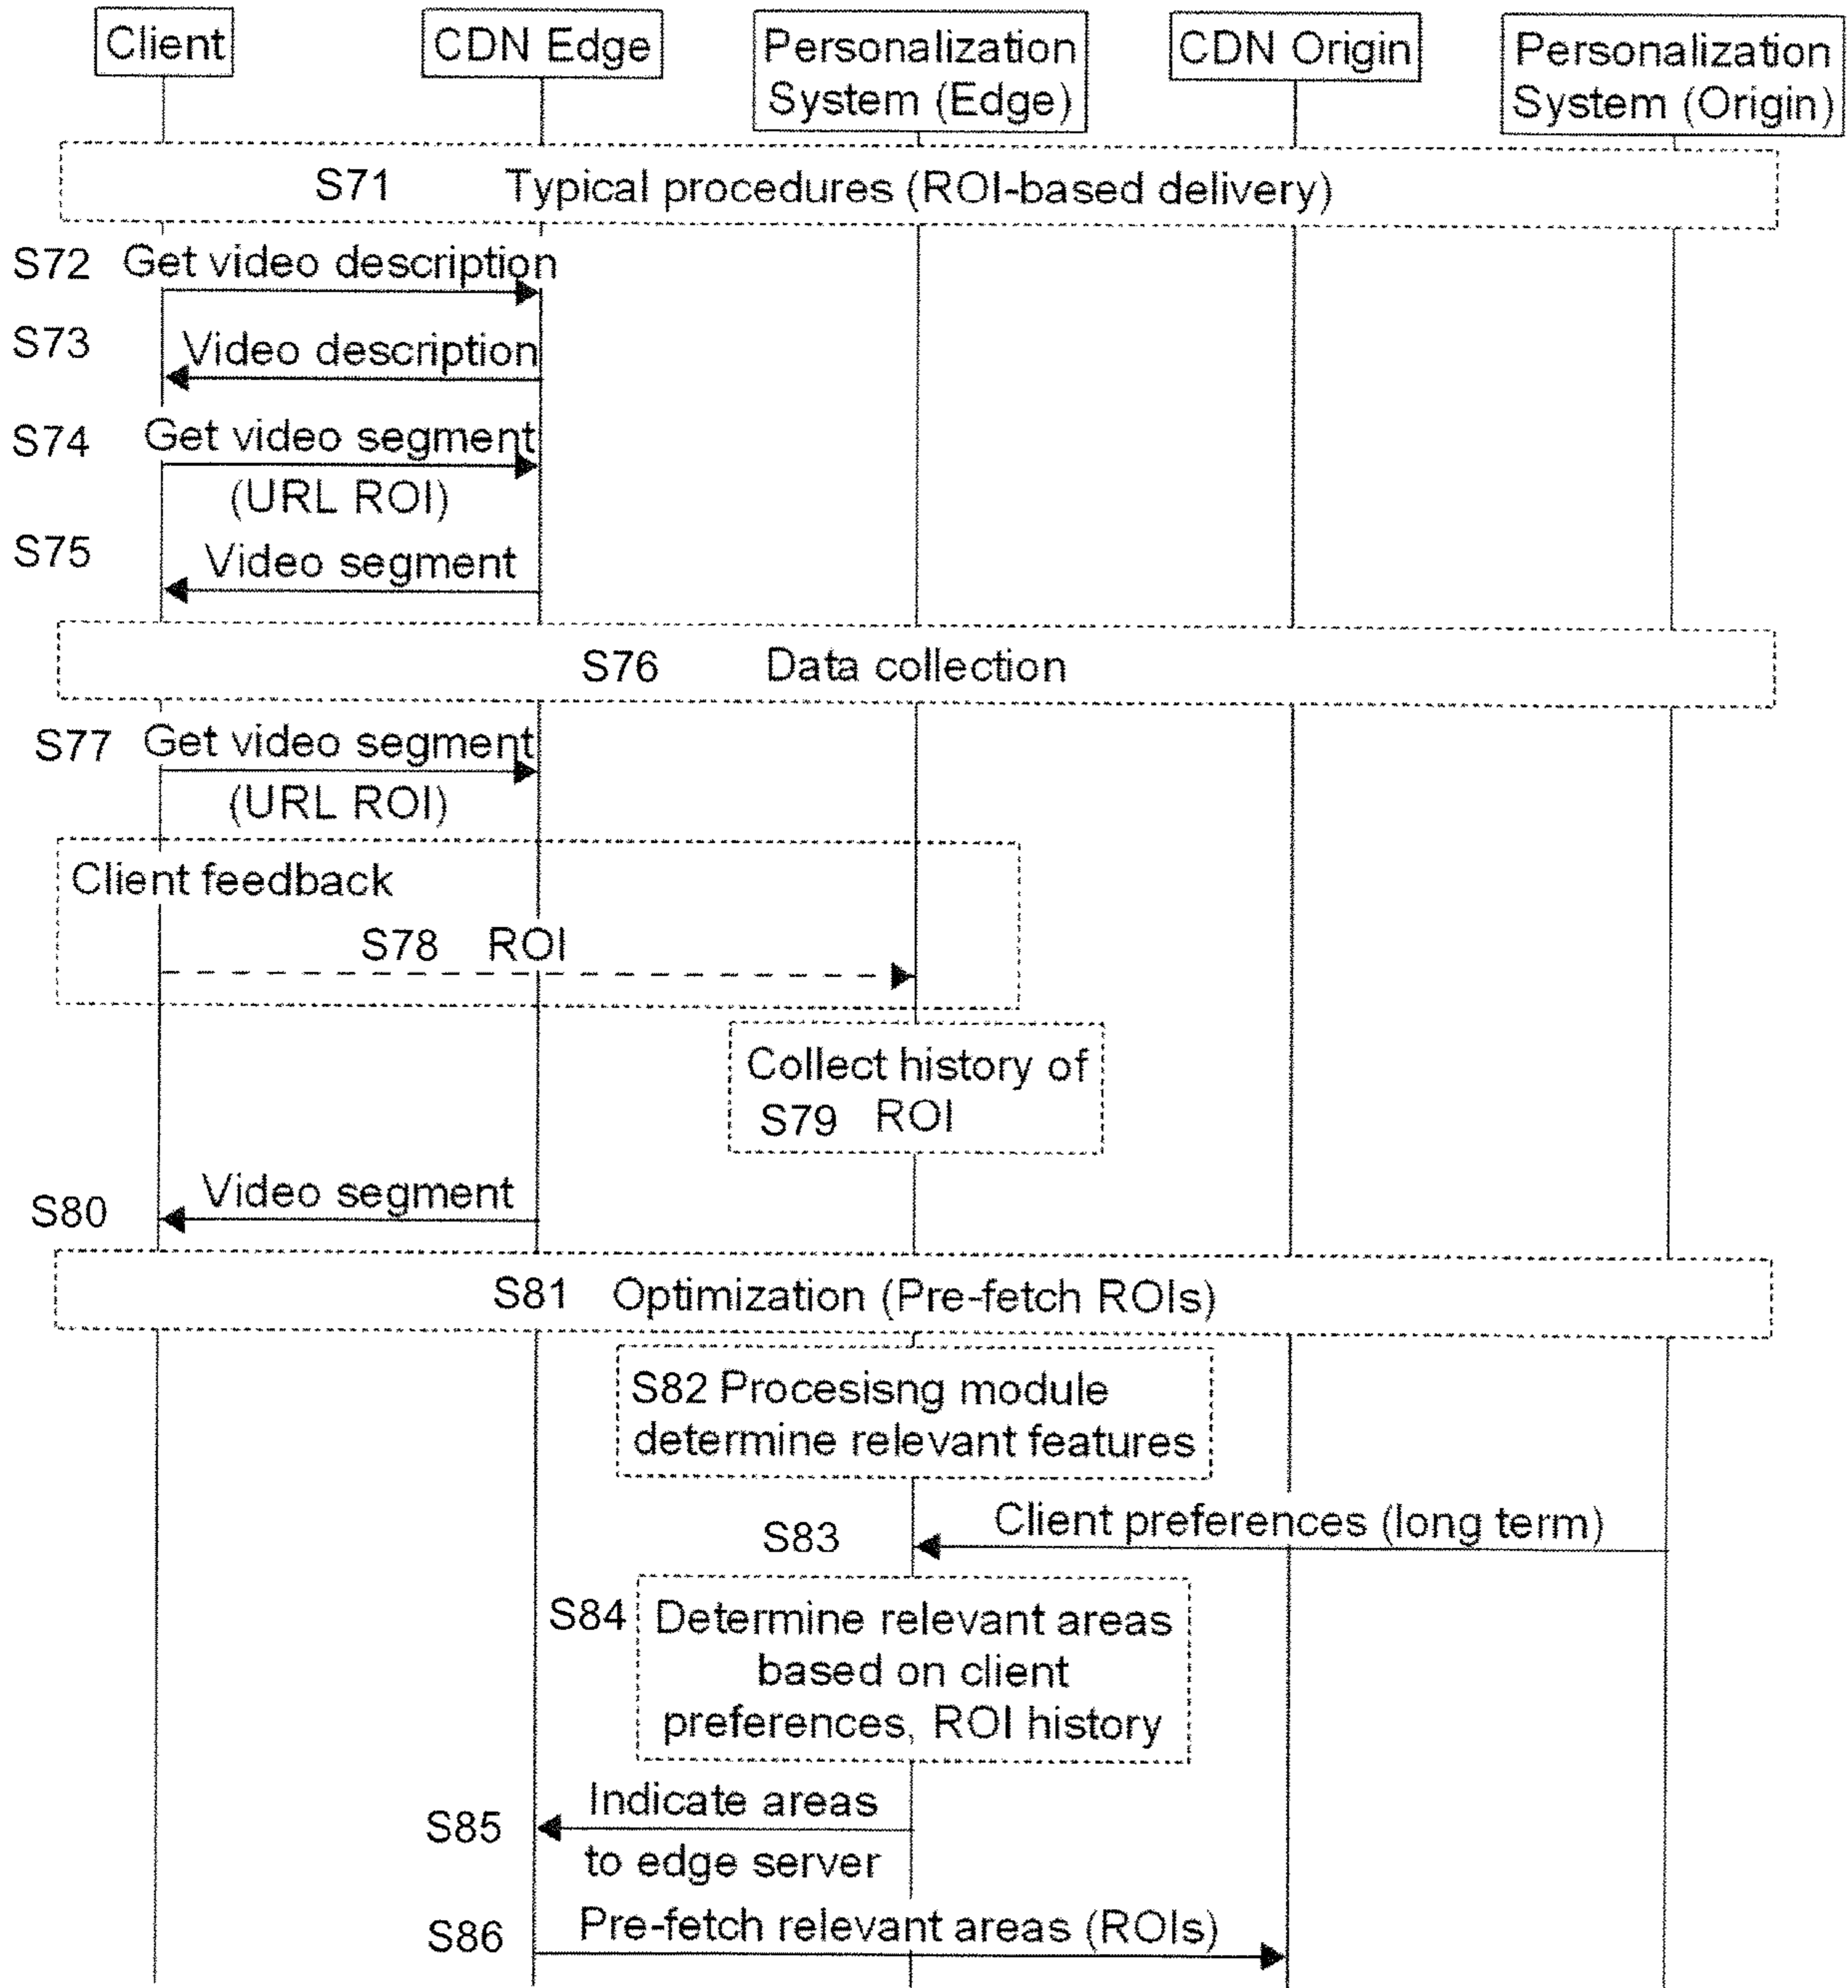 Client
CDN Edge
Personalization
System (Edge)
CDN Origin
Personalization
System (Origin)
S71 Typical procedures (ROI-based delivery)
S72 Get video description
S73 Video description
S74 Get video segment
(URL ROI)
S75 Video segment
S76 Data collection
S77 Get video segment
(URL ROI)
Client feedback
S78 ROI
Collect history of
S79 ROI
S80 Video segment
S81 Optimization (Pre-fetch ROIs)
S82 Procesisng module
determine relevant features
S83 Client preferences (long term)
S84 Determine relevant areas
based on client
preferences, ROI history
Indicate areas
S85
to edge server
S86 Pre-fetch relevant areas (ROIs)